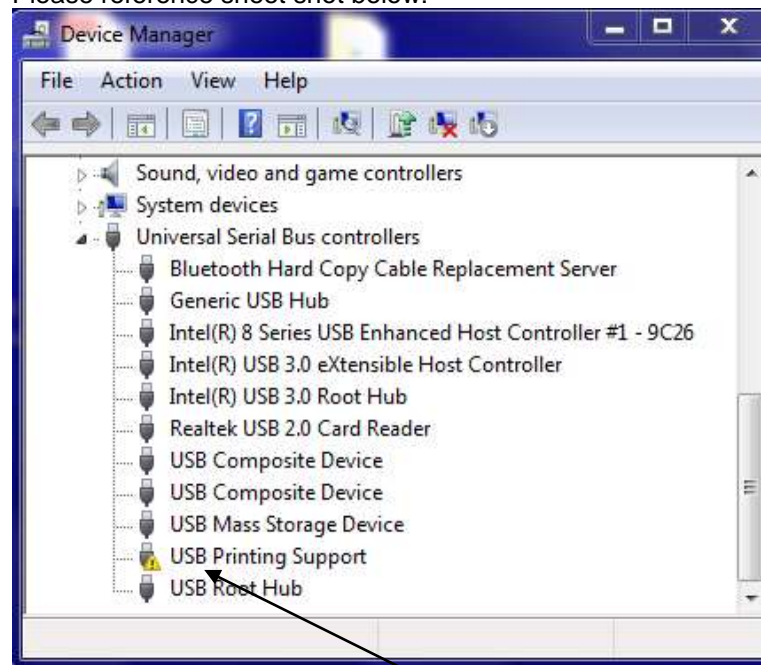 Please reference sheet shot below.
Device Manager
File Action View Help
Sound, video and game controllers
System devices
Universal Serial Bus controllers
Bluetooth Hard Copy Cable Replacement Server
Generic USB Hub
Intel(R) 8 Series USB Enhanced Host Controller #1 - 9C26
Intel(R) USB 3.0 eXtensible Host Controller
Intel(R) USB 3.0 Root Hub
Realtek USB 2.0 Card Reader
USB Composite Device
USB Composite Device
USB Mass Storage Device
USB Printing Support
USB Root Hub